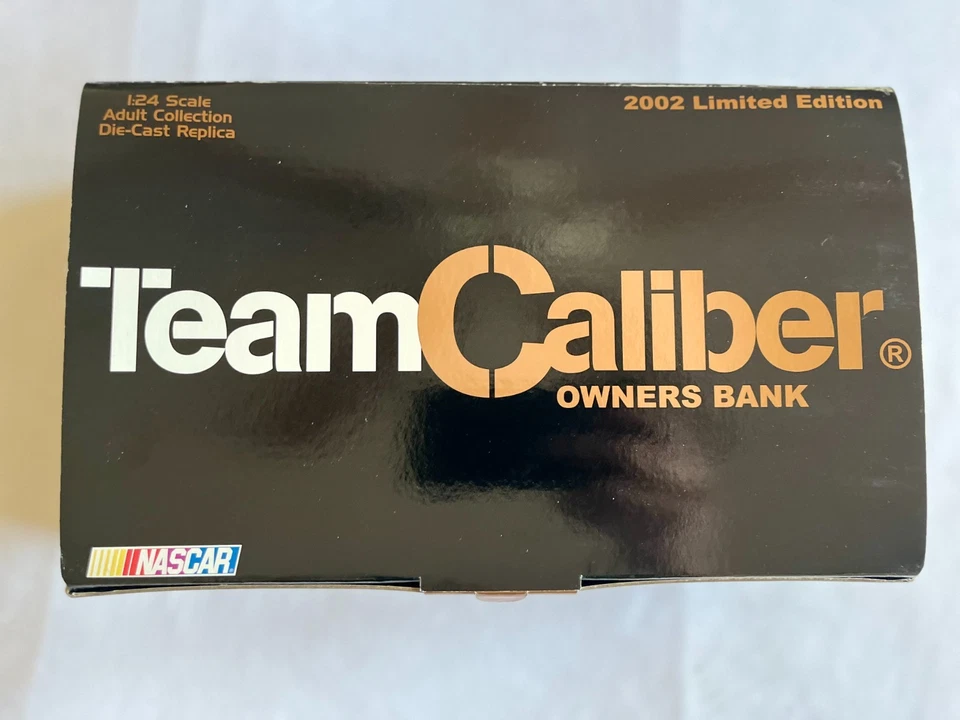 1:24 Scale
Adult Collection
Die-Cast Replica
2002 Limited Edition
TeamCaliber®
OWNERS BANK
NASCAR